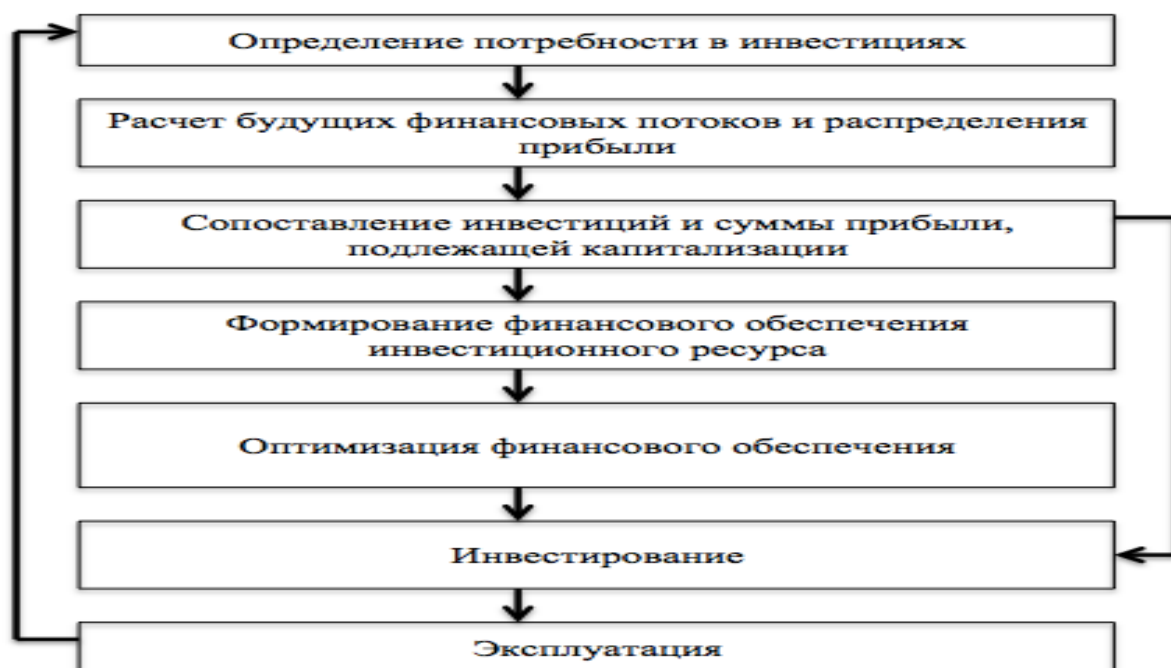 Определение потребности в инвестициях
Расчет будущих финансовых потоков и распределения
прибыли
Сопоставление инвестиций и суммы прибыли,
подлежащей капитализации
Формирование финансового обеспечения
инвестиционного ресурса
Оптимизация финансового обеспечения
Инвестирование
Эксплуатация